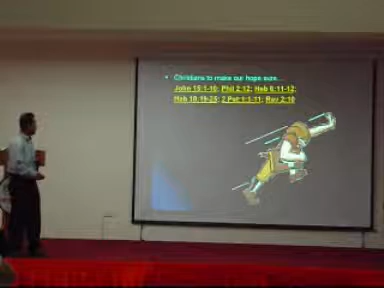 Christians to make our hope sure...
John 15:1-10; Phil 2:12; Heb 6:11-12;
Heb 10:19-25; 2 Pet 1:1-11; Rev 2:10